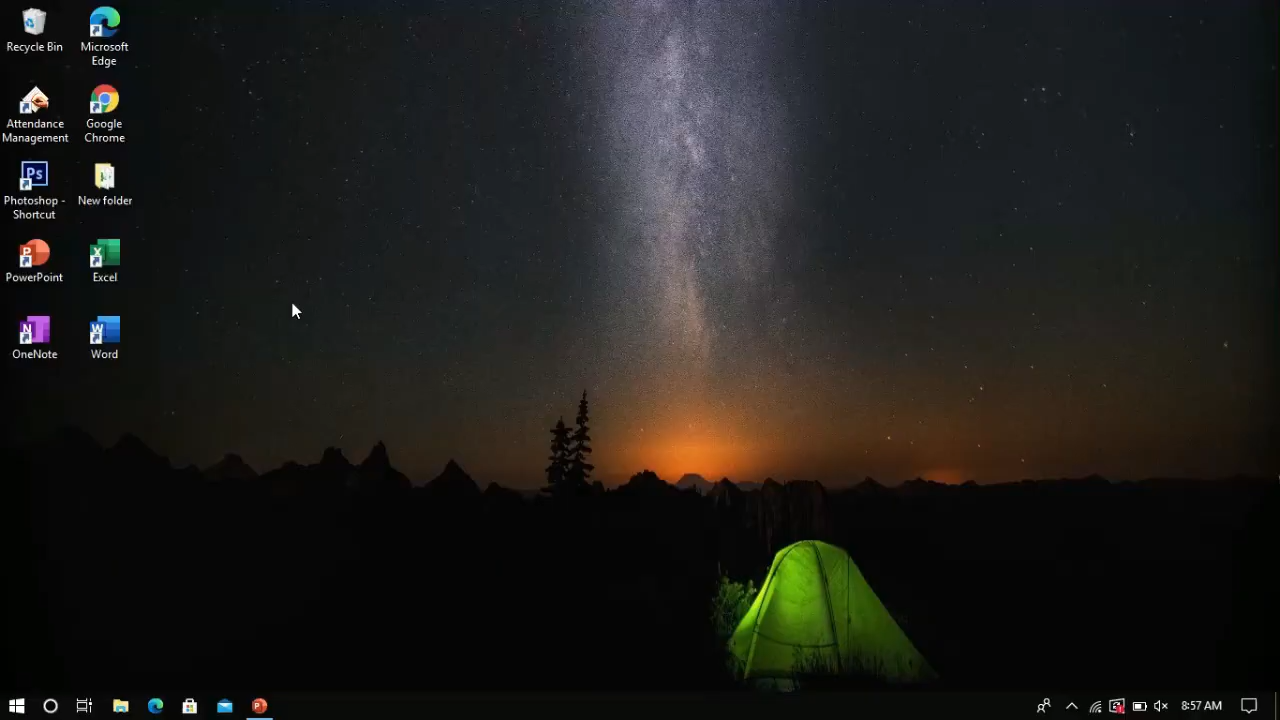 Recycle Bin
Microsoft
Edge
Attendance
Management
Google
Chrome
Ps
Photoshop -
Shortcut
New folder
P
PowerPoint
X
Excel
N
OneNote
W
Word
P
8:57 AM